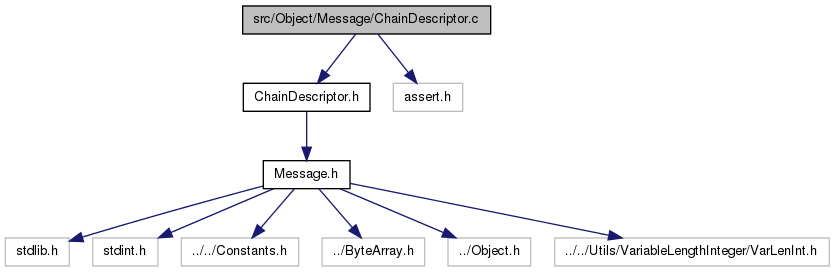 src/Object/Message/ChainDescriptor.c
ChainDescriptor.h
assert.h
Message.h
stdlib.h
stdint.h
../../Constants.h
../ByteArray.h
../Object.h
../../Utils/VariableLengthInteger/VarLenInt.h